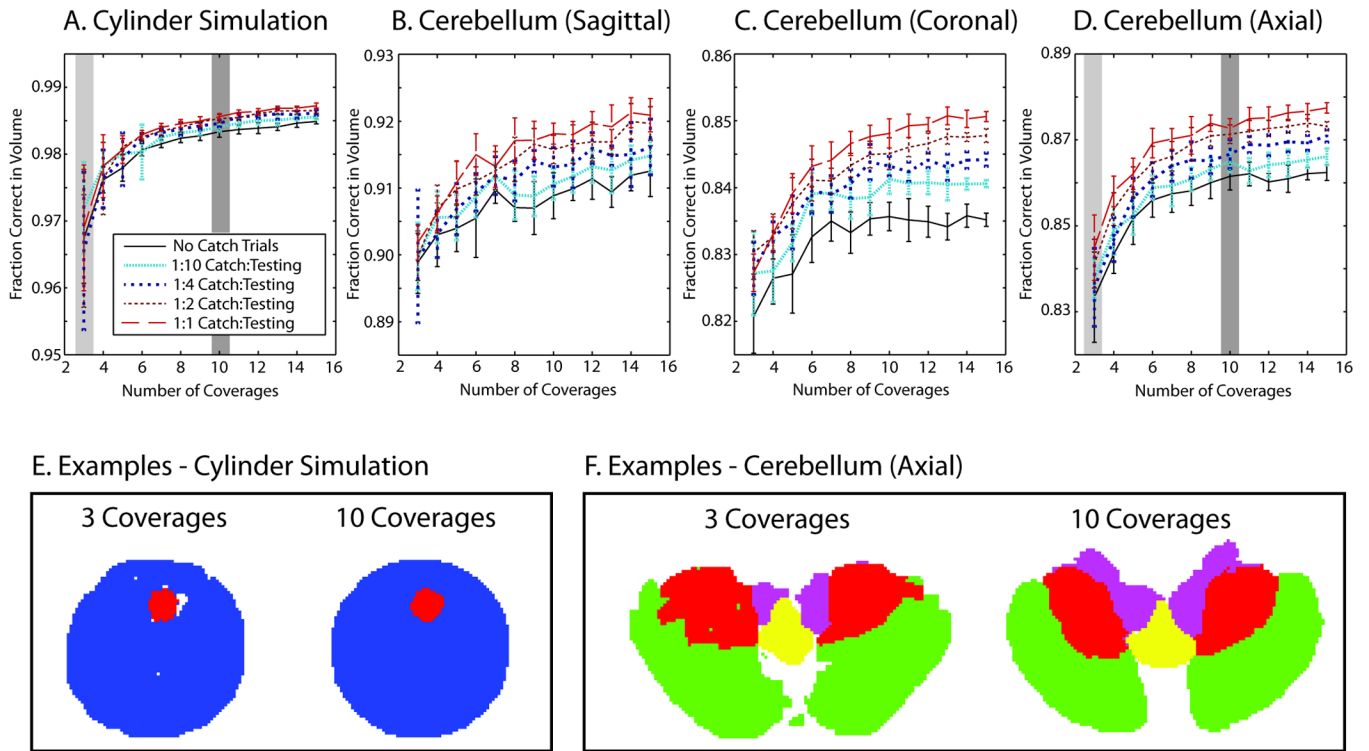 A. Cylinder Simulation
B. Cerebellum (Sagittal)
C. Cerebellum (Coronal)
D. Cerebellum (Axial)
Fraction Correct in Volume
0.99
0.98
0.97
0.96
0.95
No Catch Trials
1:10 Catch:Testing
1:4 Catch:Testing
1:2 Catch:Testing
1:1 Catch:Testing
2 4 6 8 10 12 14 16
Number of Coverages
Fraction Correct in Volume
0.93
0.92
0.91
0.90
0.89
2 4 6 8 10 12 14 16
Number of Coverages
Fraction Correct in Volume
0.86
0.85
0.84
0.83
0.82
2 4 6 8 10 12 14 16
Number of Coverages
Fraction Correct in Volume
0.89
0.87
0.85
0.83
2 4 6 8 10 12 14 16
Number of Coverages
E. Examples - Cylinder Simulation
3 Coverages
10 Coverages
F. Examples - Cerebellum (Axial)
3 Coverages
10 Coverages